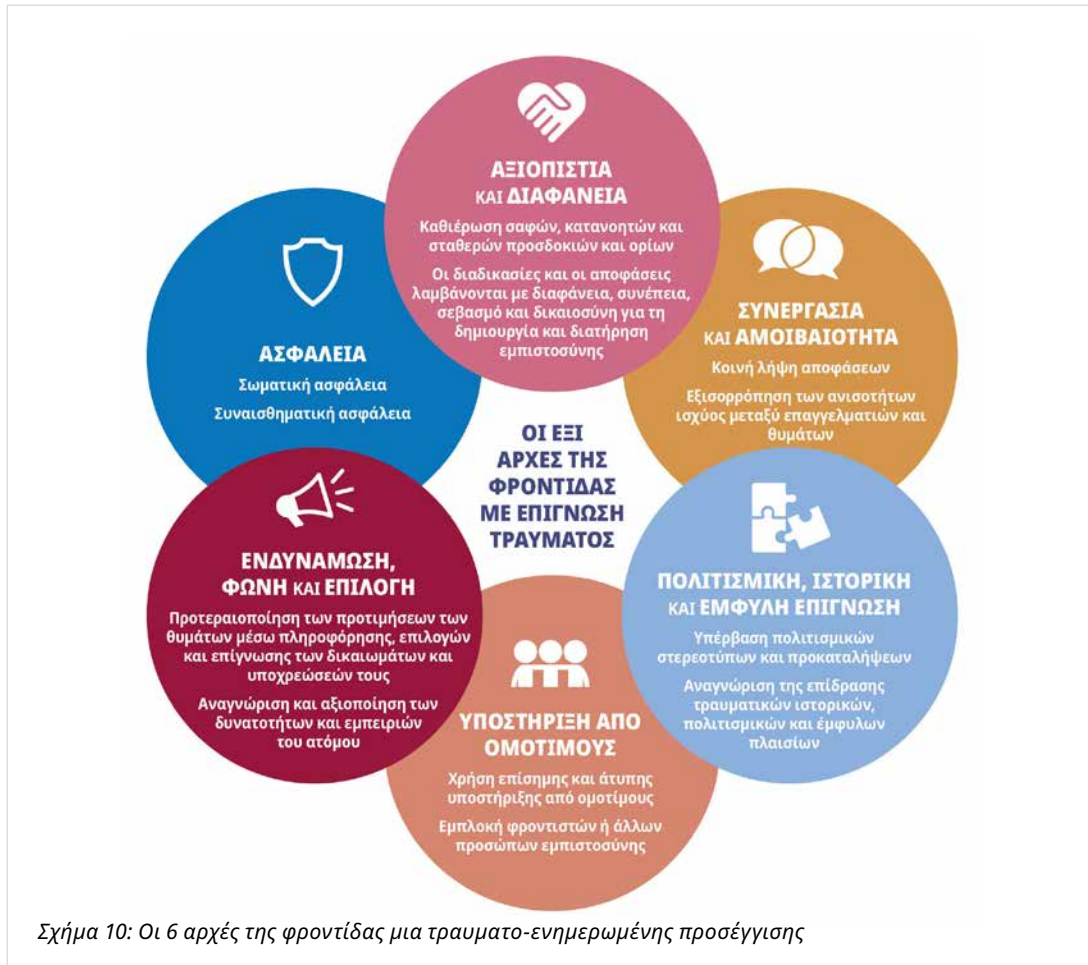 ΑΞΙΟΠΙΣΤΙΑ
ΚΑΙ ΔΙΑΦΑΝΕΙΑ
Καθιέρωση σαφών, κατανοητών και
σταθερών προσδοκιών και ορίων
Οι διαδικασίες και οι αποφάσεις
λαμβάνονται με διαφάνεια, συνέπεια,
σεβασμό και δικαιοσύνη για τη
δημιουργία και διατήρηση
εμπιστοσύνης
ΣΥΝΕΡΓΑΣΙΑ
ΚΑΙ ΑΜΟΙΒΑΙΟΤΗΤΑ
Κοινή λήψη αποφάσεων
Εξισορρόπηση των ανισοτήτων
ισχύος μεταξύ επαγγελματιών και
θυμάτων
ΠΟΛΙΤΙΣΜΙΚΗ, ΙΣΤΟΡΙΚΗ
ΚΑΙ ΕΜΦΥΛΗ ΕΠΙΓΝΩΣΗ
Υπέρβαση πολιτισμικών
στερεοτύπων και προκαταλήψεων
Αναγνώριση της επίδρασης
τραυματικών ιστορικών,
πολιτισμικών και έμφυλων
πλαισίων
ΥΠΟΣΤΗΡΙΞΗ ΑΠΟ
ΟΜΟΤΙΜΟΥΣ
Χρήση επίσημης και άτυπης
υποστήριξης από ομοτίμους
Εμπλοκή φροντιστών ή άλλων
προσώπων εμπιστοσύνης
ΕΝΔΥΝΑΜΩΣΗ,
ΦΩΝΗ ΚΑΙ ΕΠΙΛΟΓΗ
Προτεραιοποίηση των προτιμήσεων των
θυμάτων μέσω πληροφόρησης, επιλογών
και επίγνωσης των δικαιωμάτων και
υποχρεώσεών τους
Αναγνώριση και αξιοποίηση των
δυνατοτήτων και εμπειριών
του ατόμου
ΑΣΦΑΛΕΙΑ
Σωματική ασφάλεια
Συναισθηματική ασφάλεια
ΟΙ ΕΞΙ
ΑΡΧΕΣ ΤΗΣ
ΦΡΟΝΤΙΔΑΣ
ΜΕ ΕΠΙΓΝΩΣΗ
ΤΡΑΥΜΑΤΟΣ
Σχήμα 10: Οι 6 αρχές της φροντίδας μια τραυματο-ενημερωμένης προσέγγισης